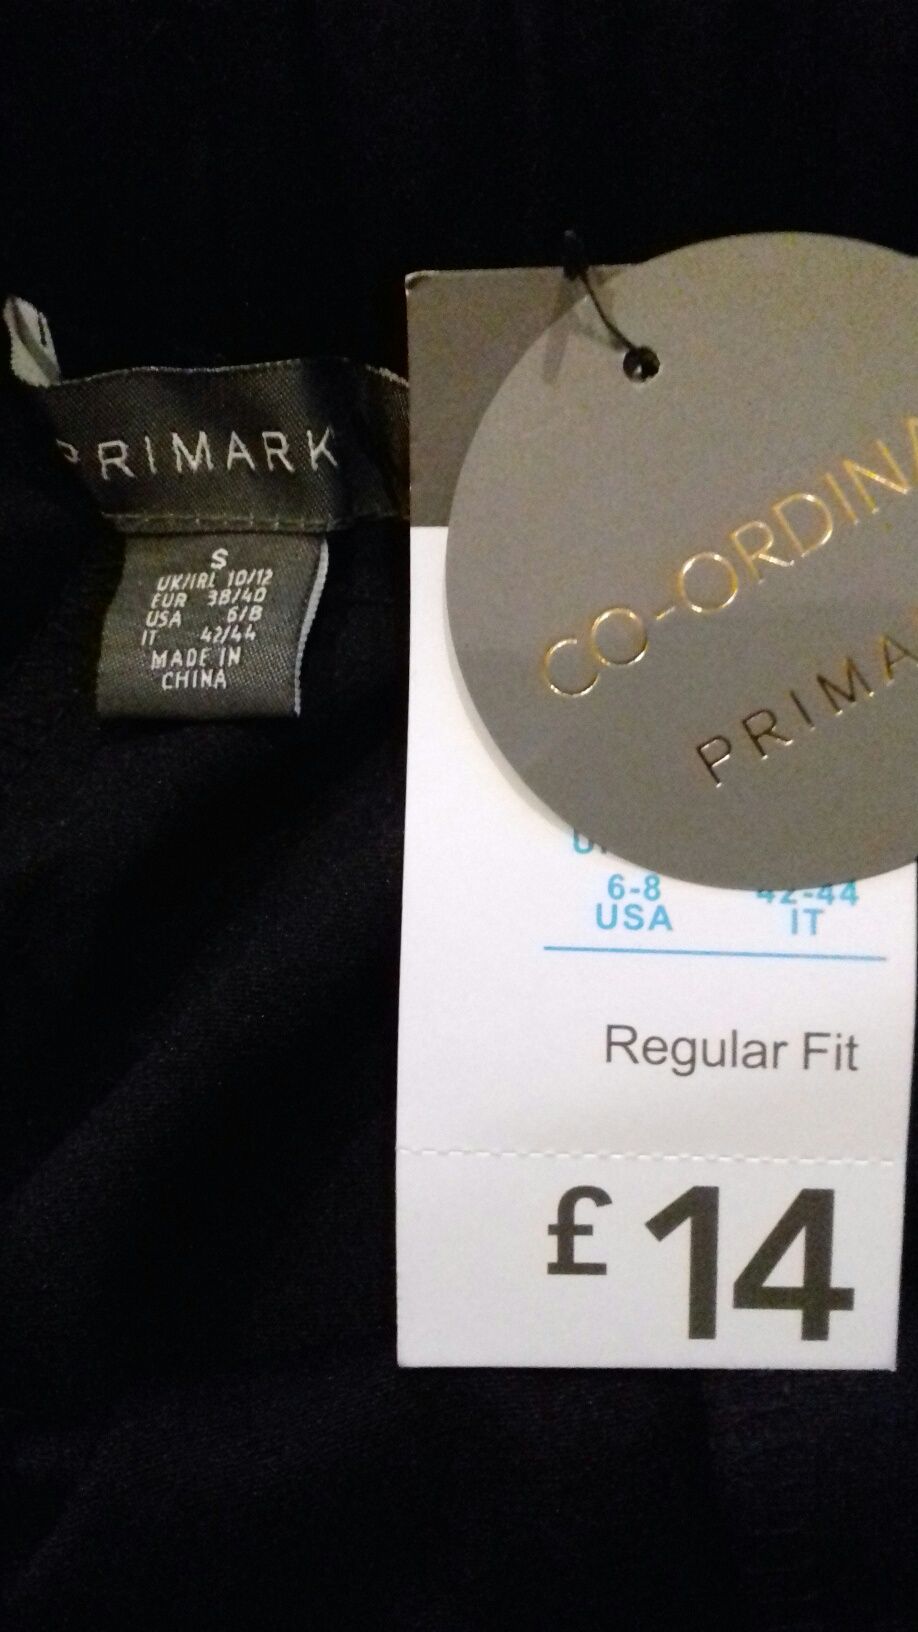 PRIMARK
S
UK/IRL 10/12
EUR 38/40
USA 6/8
IT 42/44
MADE IN
CHINA
CO-ORDINA
PRIMA
6-8
USA
42-44
IT
Regular Fit
£14